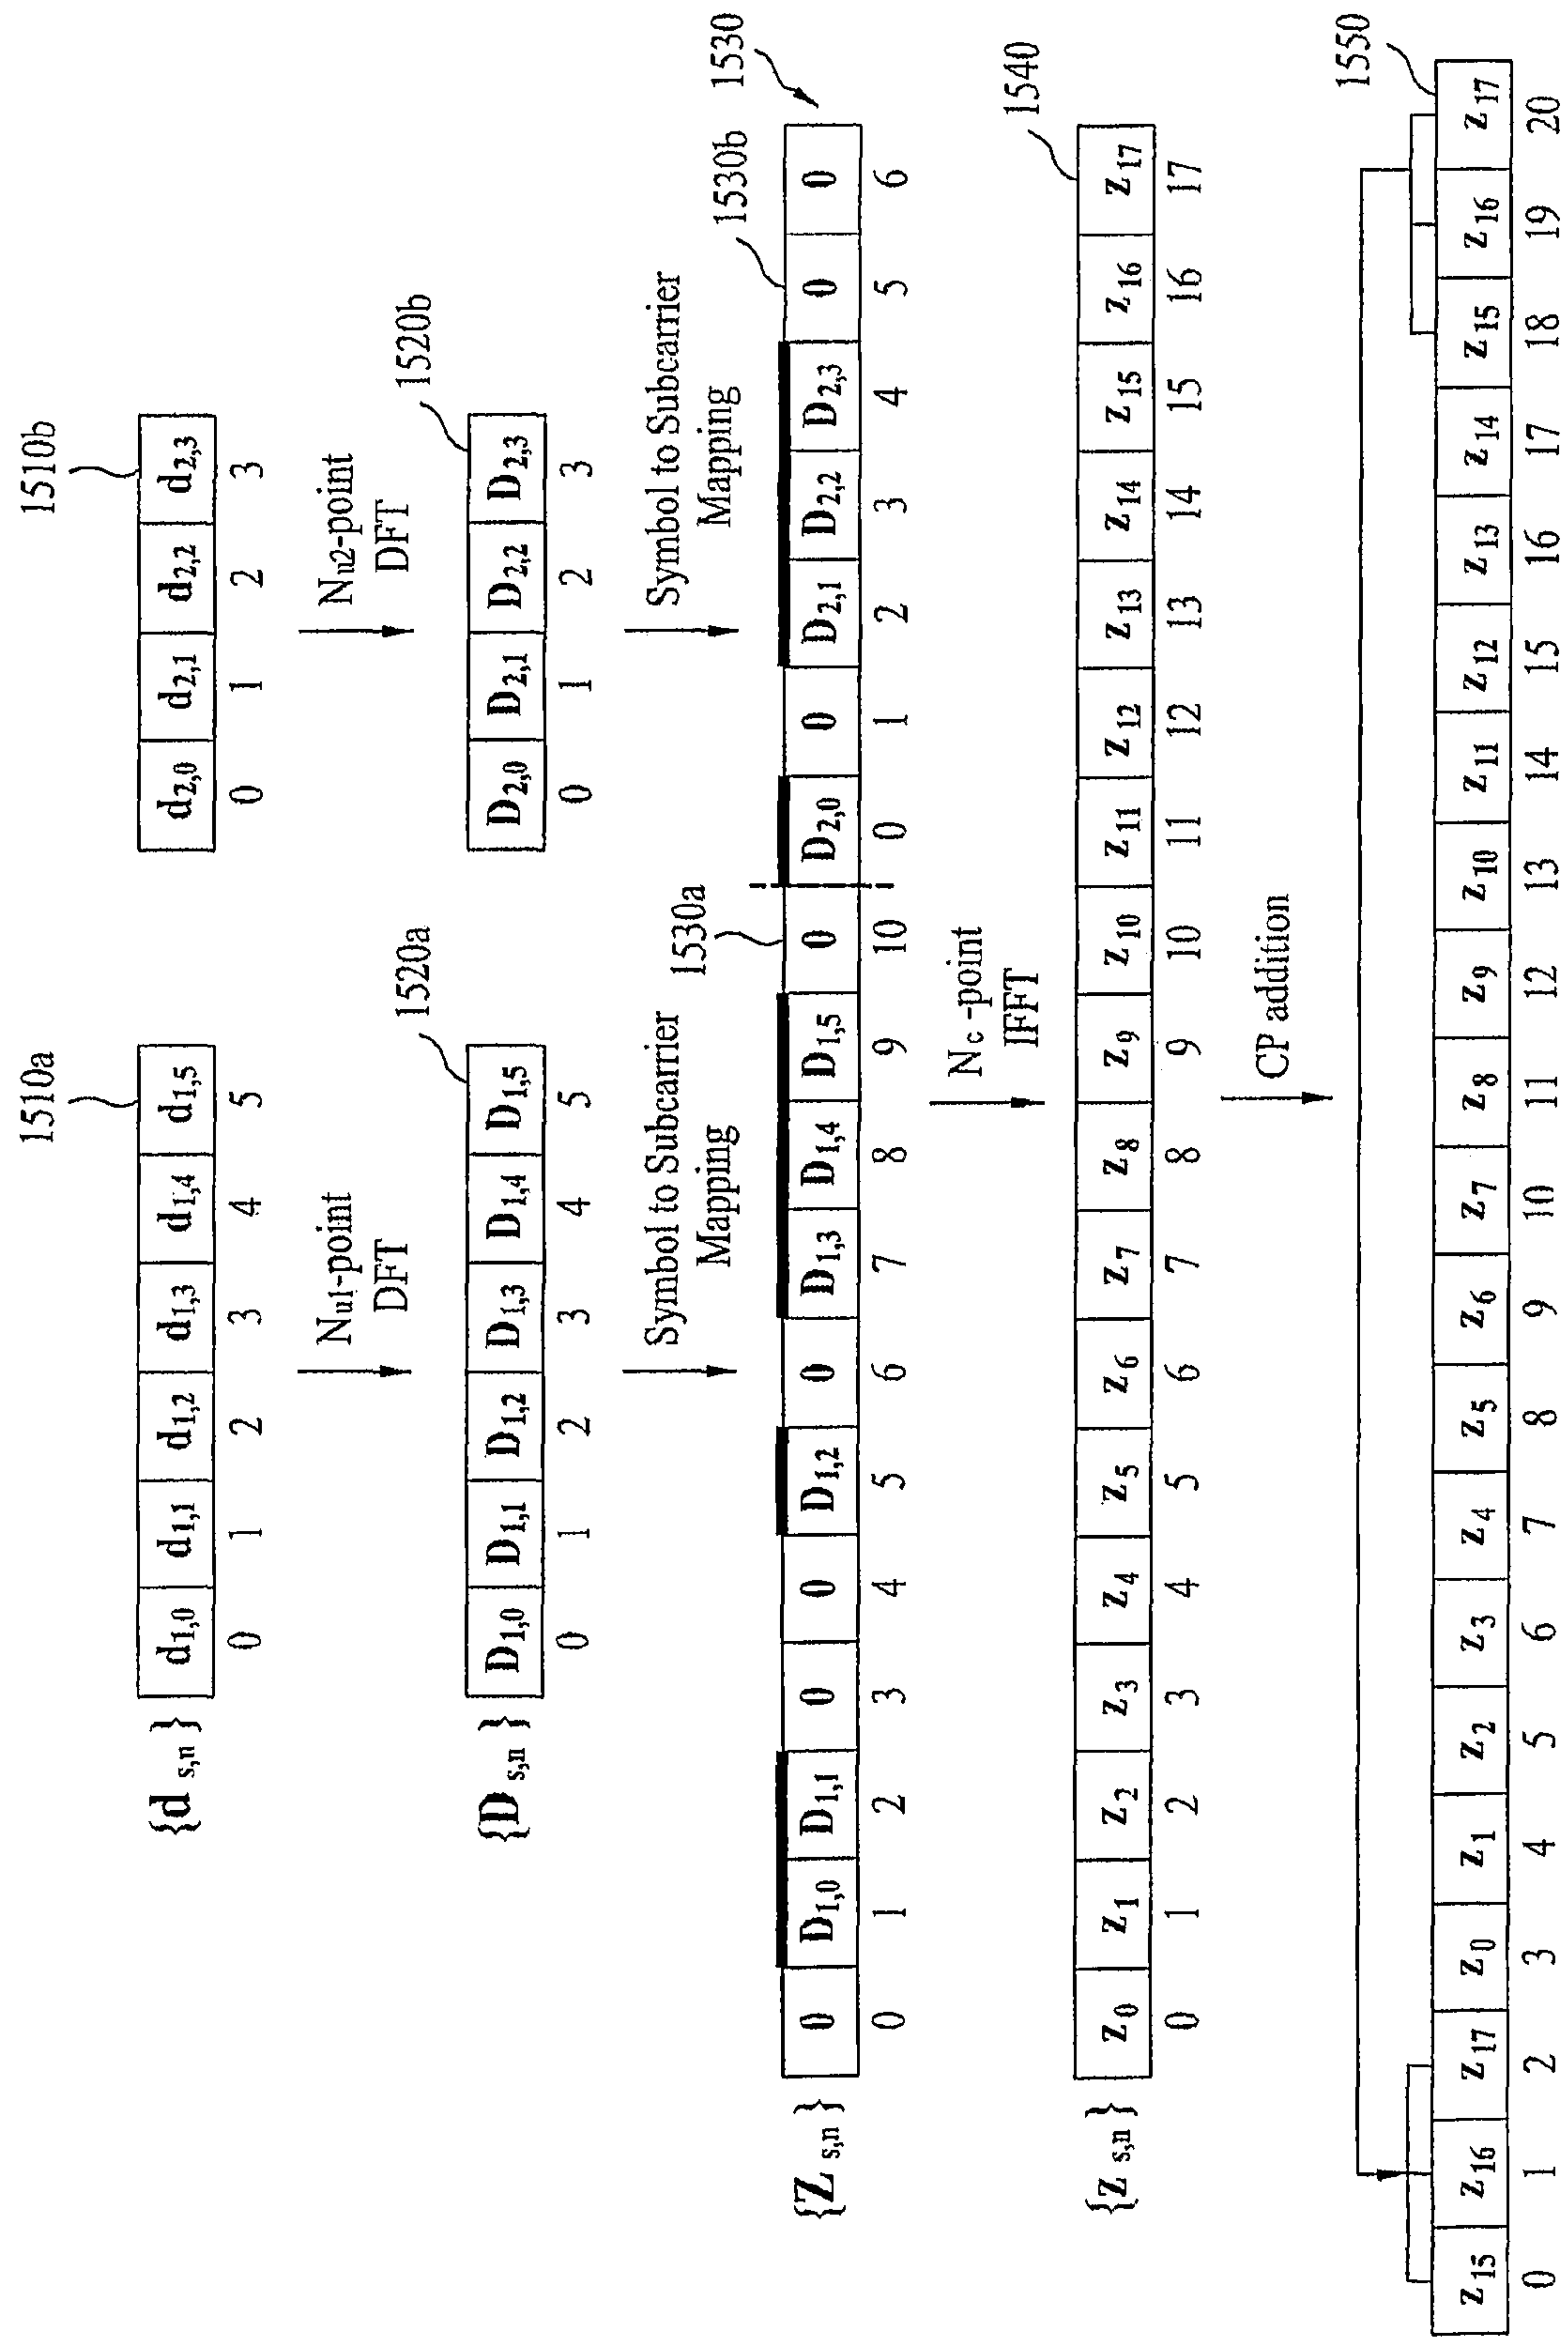 1510a
1510b
{d s,n}
d1,0 d1,1 d1,2 d1,3 d1,4 d1,5
d2,0 d2,1 d2,2 d2,3
0 1 2 3 4 5
0 1 2 3
Nu1-point
DFT
Nu2-point
DFT
1520a
1520b
{D s,n}
D1,0 D1,1 D1,2 D1,3 D1,4 D1,5
D2,0 D2,1 D2,2 D2,3
0 1 2 3 4 5
0 1 2 3
Symbol to Subcarrier
Mapping
Symbol to Subcarrier
Mapping
1530a
1530b
1530
{Z s,n}
0 D1,0 D1,1 0 0 D1,2 0 D1,3 D1,4 D1,5 0 D2,0 0 D2,1 D2,2 D2,3 0 0
0 1 2 3 4 5 6 7 8 9 10 0 1 2 3 4 5 6
Nc -point
IFFT
1540
{z s,n}
z0 z1 z2 z3 z4 z5 z6 z7 z8 z9 z10 z11 z12 z13 z14 z15 z16 z17
0 1 2 3 4 5 6 7 8 9 10 11 12 13 14 15 16 17
CP addition
1550
z15 z16 z17 z0 z1 z2 z3 z4 z5 z6 z7 z8 z9 z10 z11 z12 z13 z14 z15 z16 z17
0 1 2 3 4 5 6 7 8 9 10 11 12 13 14 15 16 17 18 19 20